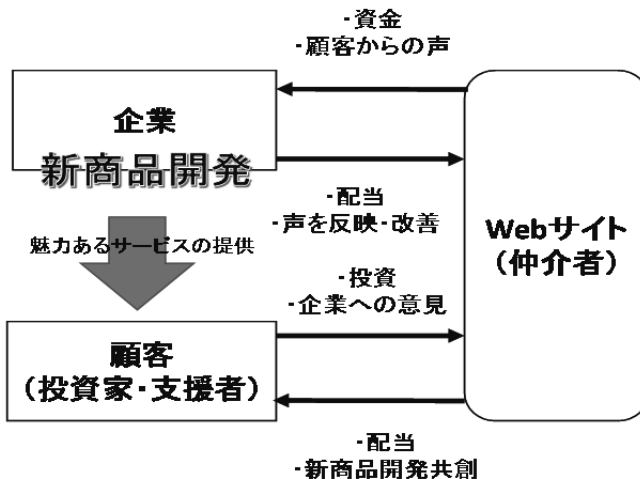 ・資金
・顧客からの声
企業
新商品開発
・配当
・声を反映・改善
魅力あるサービスの提供
Webサイト
（仲介者）
・投資
・企業への意見
顧客
（投資家・支援者）
・配当
・新商品開発共創